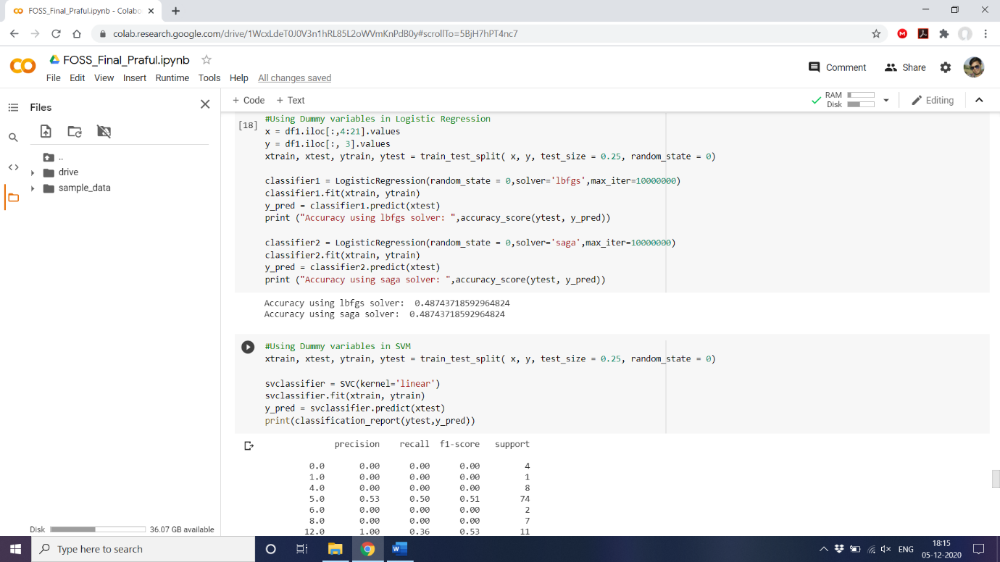 FOSS_Final_Praful.ipynb - Colabo
colab.research.google.com/drive/1WcxLdeT0J0V3n1hRL85L2oWVmKnPdB0y#scrollTo=5BjH7hPT4nc7
FOSS_Final_Praful.ipynb
Comment Share
File Edit View Insert Runtime Tools Help All changes saved
Files
+ Code + Text
RAM
Disk
Editing
..
drive
sample_data
[18]
#Using Dummy variables in Logistic Regression
x = df1.iloc[:,4:21].values
y = df1.iloc[:, 3].values
xtrain, xtest, ytrain, ytest = train_test_split( x, y, test_size = 0.25, random_state = 0)
classifier1 = LogisticRegression(random_state = 0,solver='lbfgs',max_iter=10000000)
classifier1.fit(xtrain, ytrain)
y_pred = classifier1.predict(xtest)
print ("Accuracy using lbfgs solver: ",accuracy_score(ytest, y_pred))
classifier2 = LogisticRegression(random_state = 0,solver='saga',max_iter=10000000)
classifier2.fit(xtrain, ytrain)
y_pred = classifier2.predict(xtest)
print ("Accuracy using saga solver: ",accuracy_score(ytest, y_pred))
Accuracy using lbfgs solver:  0.48743718592964824
Accuracy using saga solver:  0.48743718592964824
#Using Dummy variables in SVM
xtrain, xtest, ytrain, ytest = train_test_split( x, y, test_size = 0.25, random_state = 0)
svclassifier = SVC(kernel='linear')
svclassifier.fit(xtrain, ytrain)
y_pred = svclassifier.predict(xtest)
print(classification_report(ytest,y_pred))
precision recall f1-score support
0.0 0.00 0.00 0.00 4
1.0 0.00 0.00 0.00 1
4.0 0.00 0.00 0.00 8
5.0 0.53 0.50 0.51 74
6.0 0.00 0.00 0.00 2
8.0 0.00 0.00 0.00 7
12.0 1.00 0.36 0.53 11
Disk 36.07 GB available
Type here to search
ENG
18:15
05-12-2020